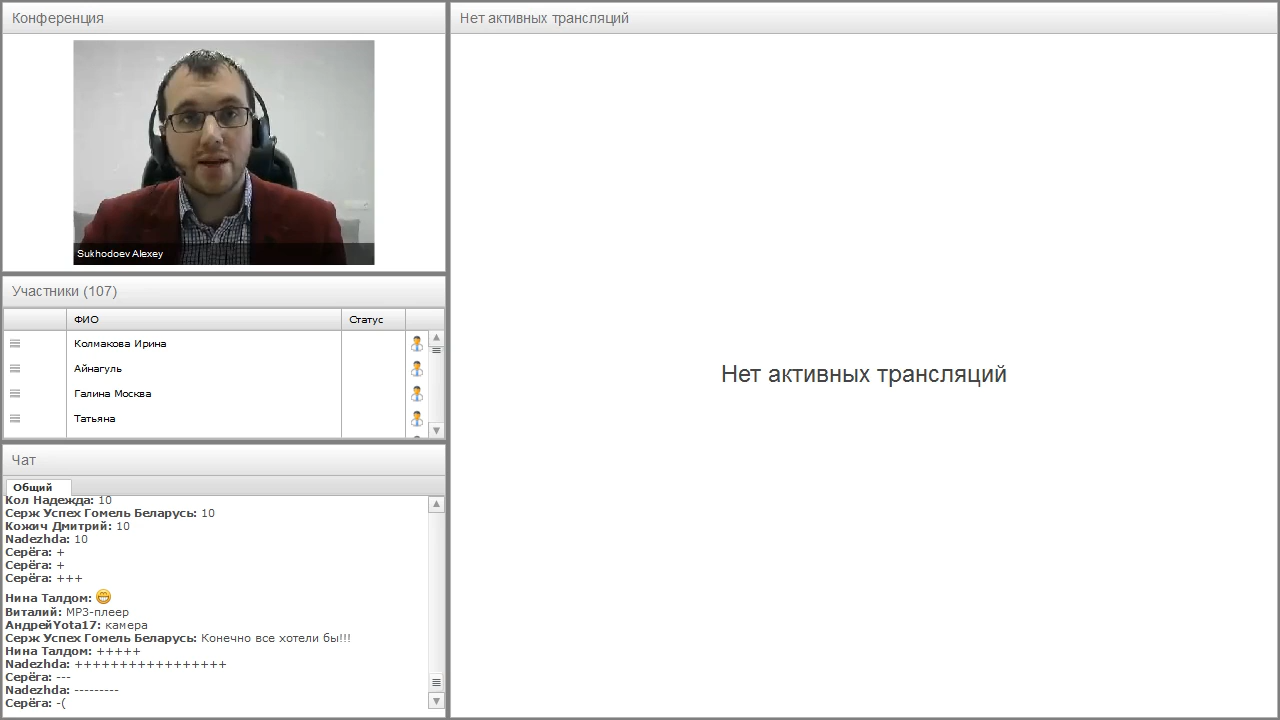 Конференция
Sukhodoev Alexey
Участники (107)
ФИО Статус
Колмакова Ирина
Айнагуль
Галина Москва
Татьяна
Чат
Общий
Кол Надежда: 10
Серж Успех Гомель Беларусь: 10
Кожич Дмитрий: 10
Nadezhda: 10
Серёга: +
Серёга: +
Серёга: +++
Нина Талдом:
Виталий: MP3-плеер
АндрейYota17: камера
Серж Успех Гомель Беларусь: Конечно все хотели бы!!!
Нина Талдом: +++++
Nadezhda: +++++++++++++++++
Серёга: ---
Nadezhda: ---------
Серёга: -(
Нет активных трансляций
Нет активных трансляций